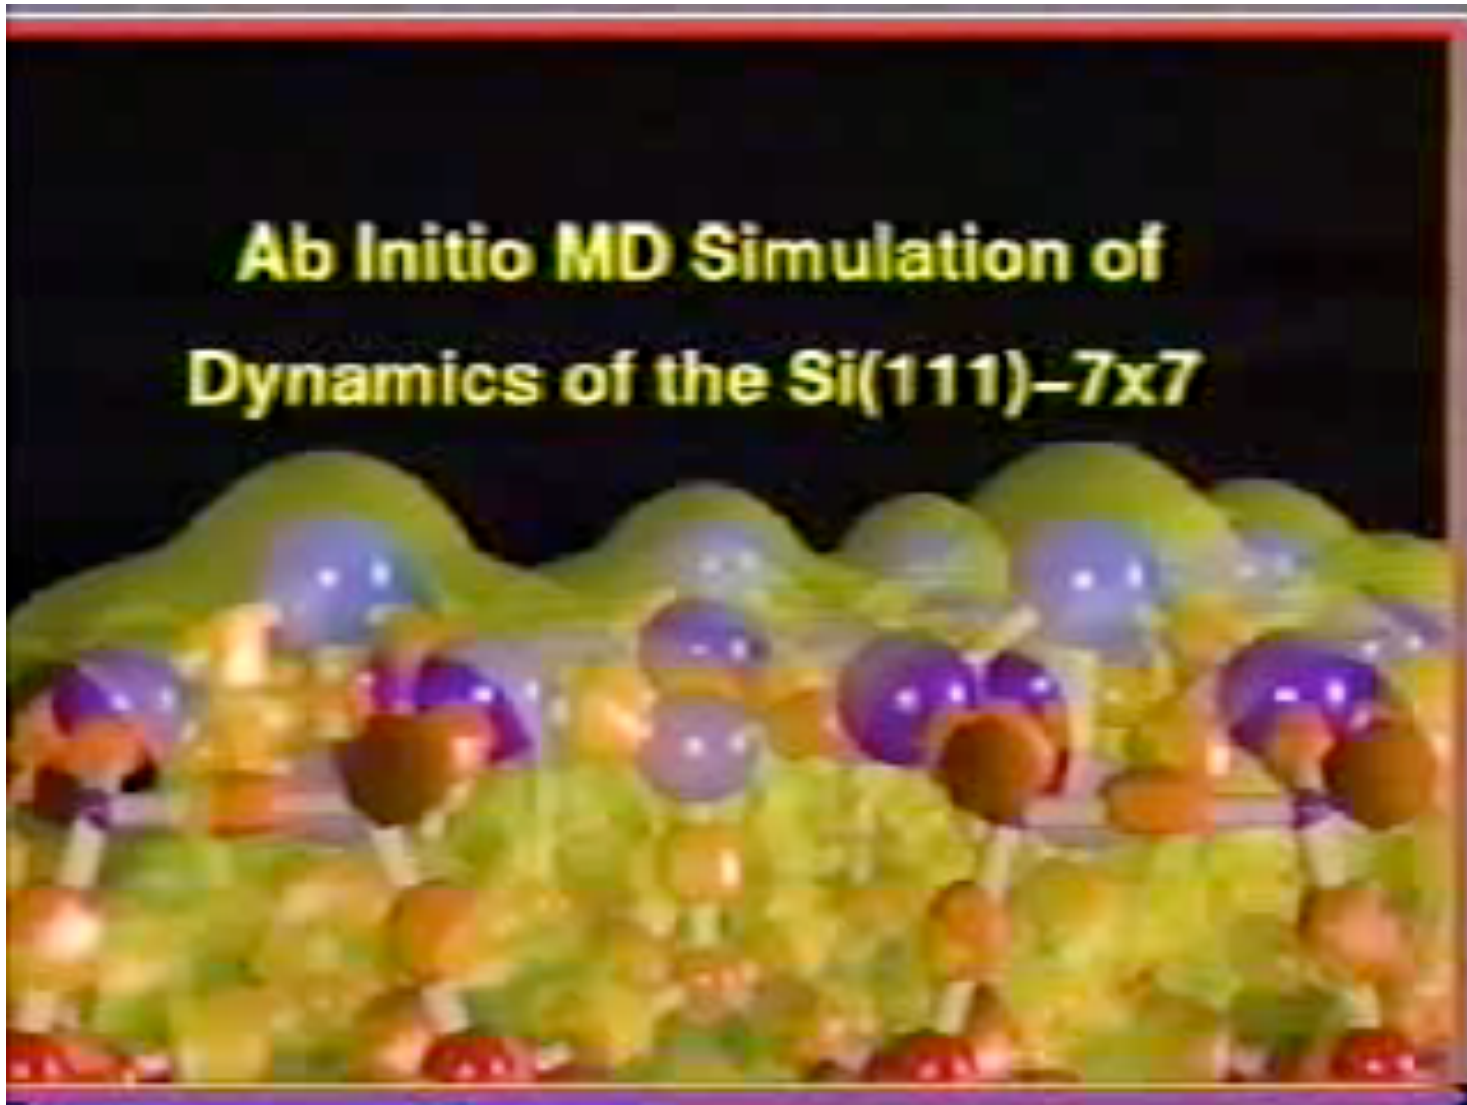 Ab Initio MD Simulation of
Dynamics of the Si(111)–7x7